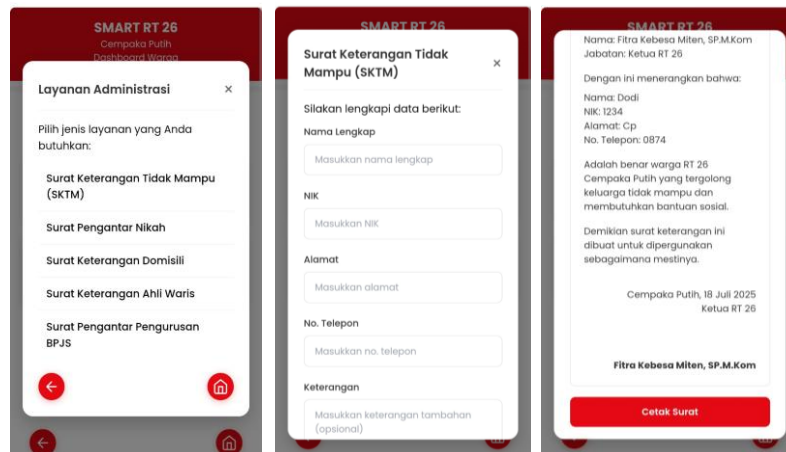 SMART RT 26
Cempaka Putih
Dashboard Warga
Layanan Administrasi ×
Pilih jenis layanan yang Anda
butuhkan:
Surat Keterangan Tidak Mampu
(SKTM)
Surat Pengantar Nikah
Surat Keterangan Domisili
Surat Keterangan Ahli Waris
Surat Pengantar Pengurusan
BPJS
SMART RT 26
Surat Keterangan Tidak
Mampu (SKTM) ×
Silakan lengkapi data berikut:
Nama Lengkap
Masukkan nama lengkap
NIK
Masukkan NIK
Alamat
Masukkan alamat
No. Telepon
Masukkan no. telepon
Keterangan
Masukkan keterangan tambahan
(opsional)
SMART RT 26
Nama: Fitra Kebesa Miten, SP.M.Kom
Jabatan: Ketua RT 26
Dengan ini menerangkan bahwa:
Nama: Dodi
NIK: 1234
Alamat: Cp
No. Telepon: 0874
Adalah benar warga RT 26
Cempaka Putih yang tergolong
keluarga tidak mampu dan
membutuhkan bantuan sosial.
Demikian surat keterangan ini
dibuat untuk dipergunakan
sebagaimana mestinya.
Cempaka Putih, 18 Juli 2025
Ketua RT 26
Fitra Kebesa Miten, SP.M.Kom
Cetak Surat